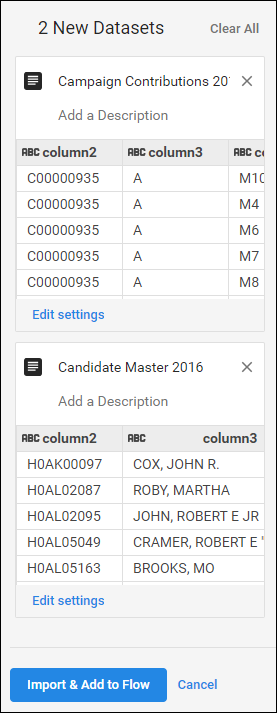 2 New Datasets Clear All
Campaign Contributions 201
Add a Description
ABC column2 ABC column3 ABC
C00000935 A M10
C00000935 A M4
C00000935 A M6
C00000935 A M7
C00000935 A M8
Edit settings
Candidate Master 2016
Add a Description
ABC column2 ABC column3
H0AK00097 COX, JOHN R.
H0AL02087 ROBY, MARTHA
H0AL02095 JOHN, ROBERT E JR
H0AL05049 CRAMER, ROBERT E "
H0AL05163 BROOKS, MO
Edit settings
Import & Add to Flow Cancel